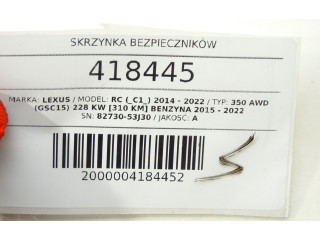 SKRZYNKA BEZPIECZNIKÓW
418445
MARKA: LEXUS / MODEL: RC (_C1_) 2014 - 2022 / TYP: 350 AWD
(GSC15) 228 KW [310 KM] BENZYNA 2015 - 2022
SN: 82730-53J30 / JAKOŚĆ: A
2000004184452